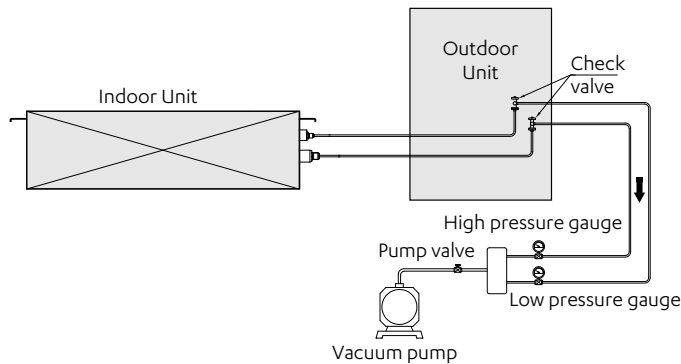 Outdoor
Unit
Check
valve
Indoor Unit
High pressure gauge
Pump valve
Low pressure gauge
Vacuum pump